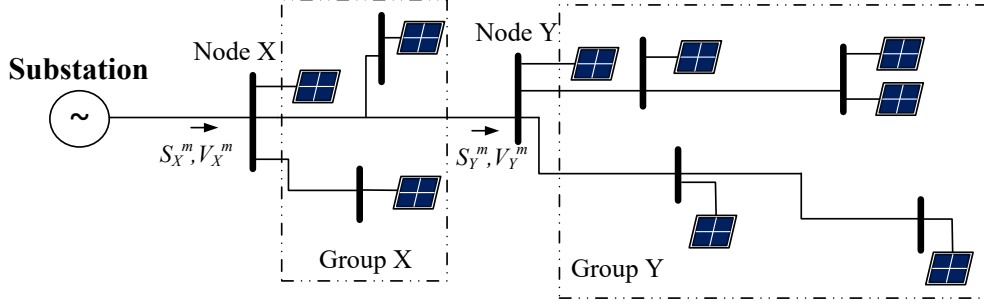 Substation
~
Node X
Node Y
S_X^m, V_X^m
S_Y^m, V_Y^m
Group X
Group Y